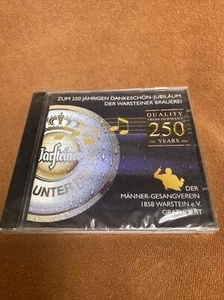 ZUM 250 JÄHRIGEN DANKESCHÖN-JUBILÄUM
DER WARSTEINER BRAUEREI
QUALITY
FROM GERMANY
250
YEARS
Warsteiner
UNTER
DER
MÄNNER-GESANGVEREIN
1858 WARSTEIN e.V.
GRATULIERT